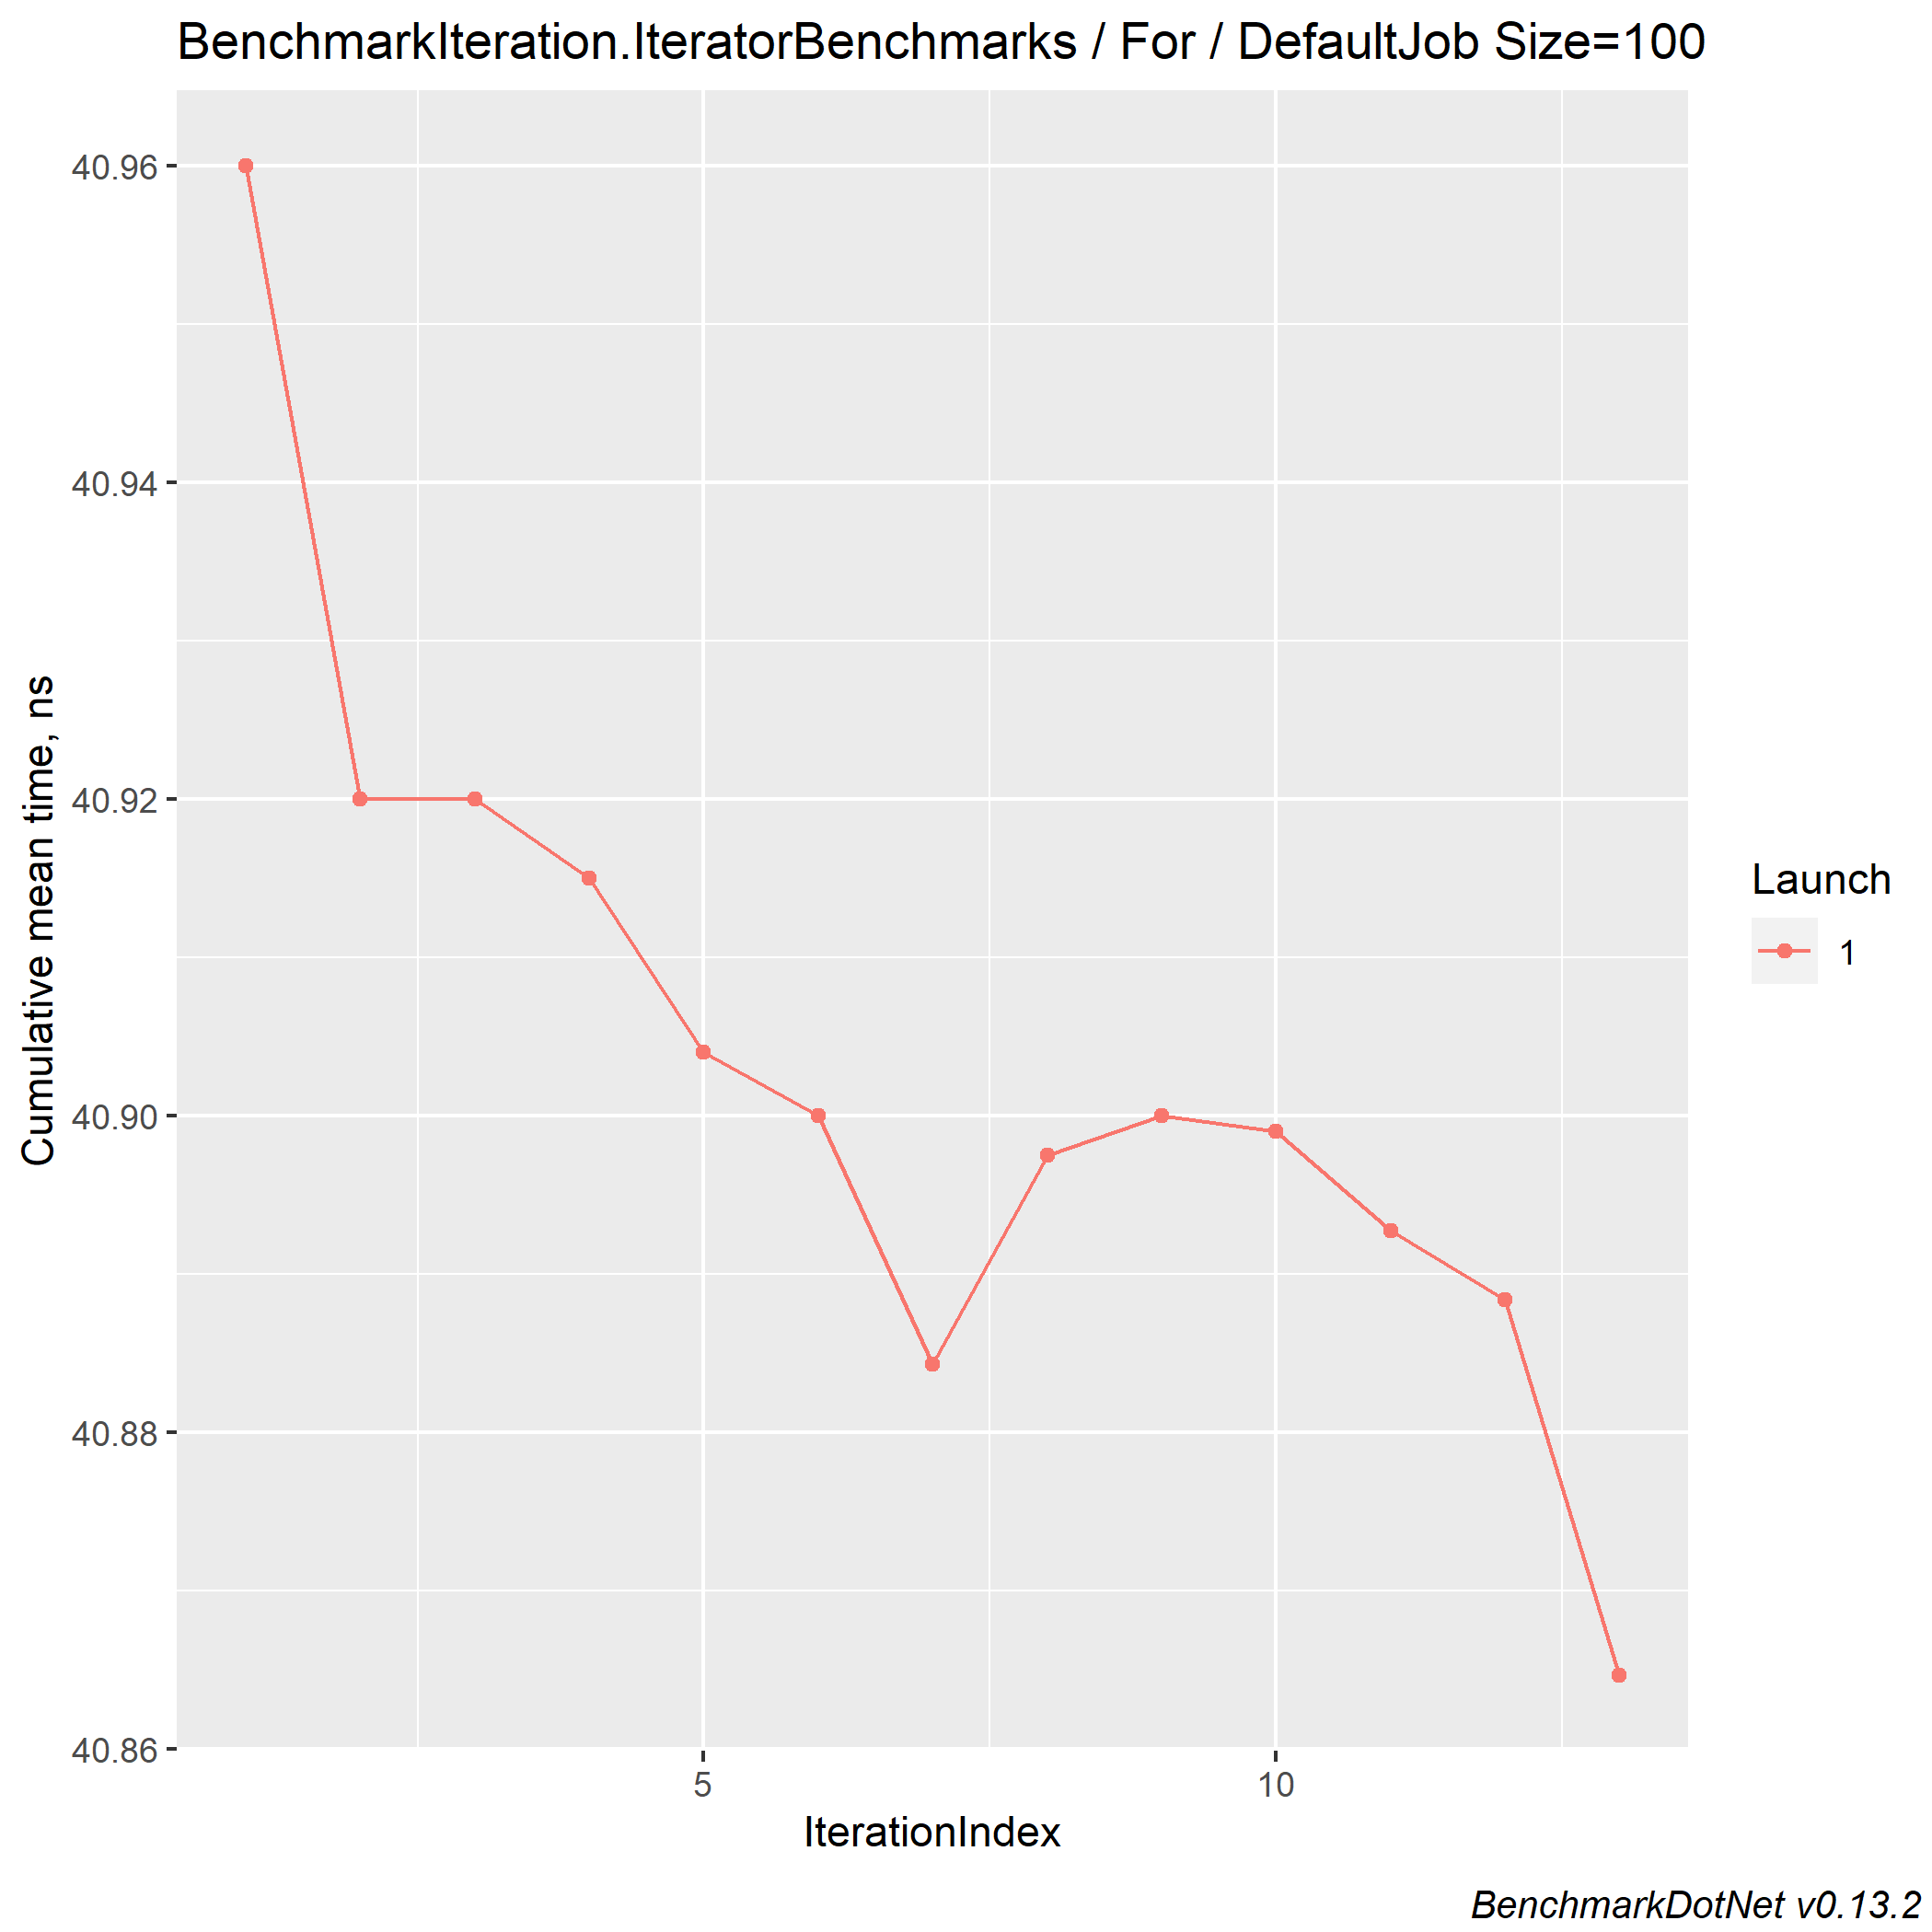 BenchmarkIteration.IteratorBenchmarks / For / DefaultJob Size=100
Cumulative mean time, ns
40.96
40.94
40.92
40.90
40.88
40.86
5
10
IterationIndex
Launch
1
BenchmarkDotNet v0.13.2